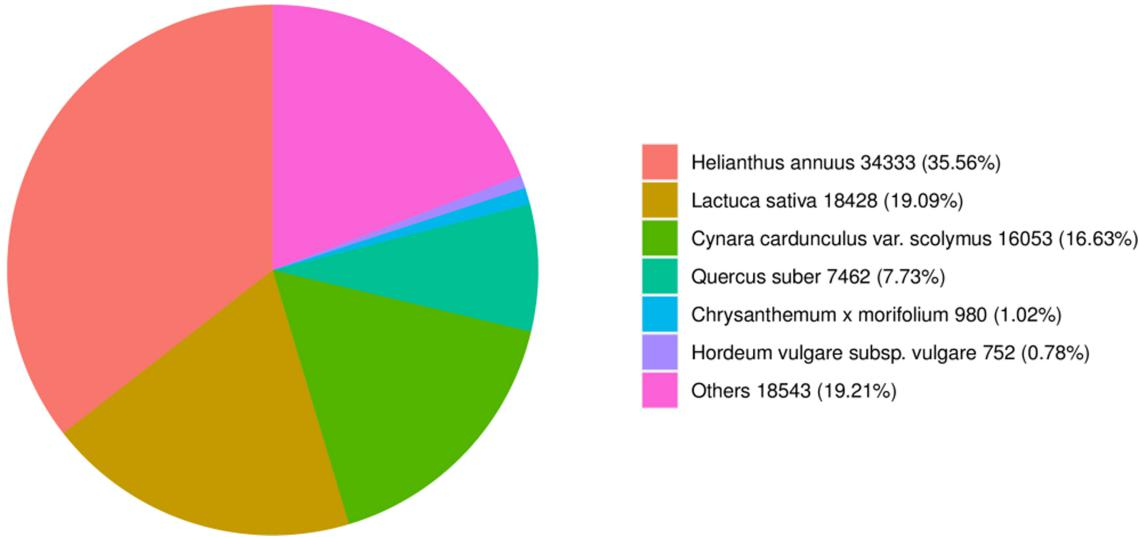 Helianthus annuus 34333 (35.56%)
Lactuca sativa 18428 (19.09%)
Cynara cardunculus var. scolymus 16053 (16.63%)
Quercus suber 7462 (7.73%)
Chrysanthemum x morifolium 980 (1.02%)
Hordeum vulgare subsp. vulgare 752 (0.78%)
Others 18543 (19.21%)